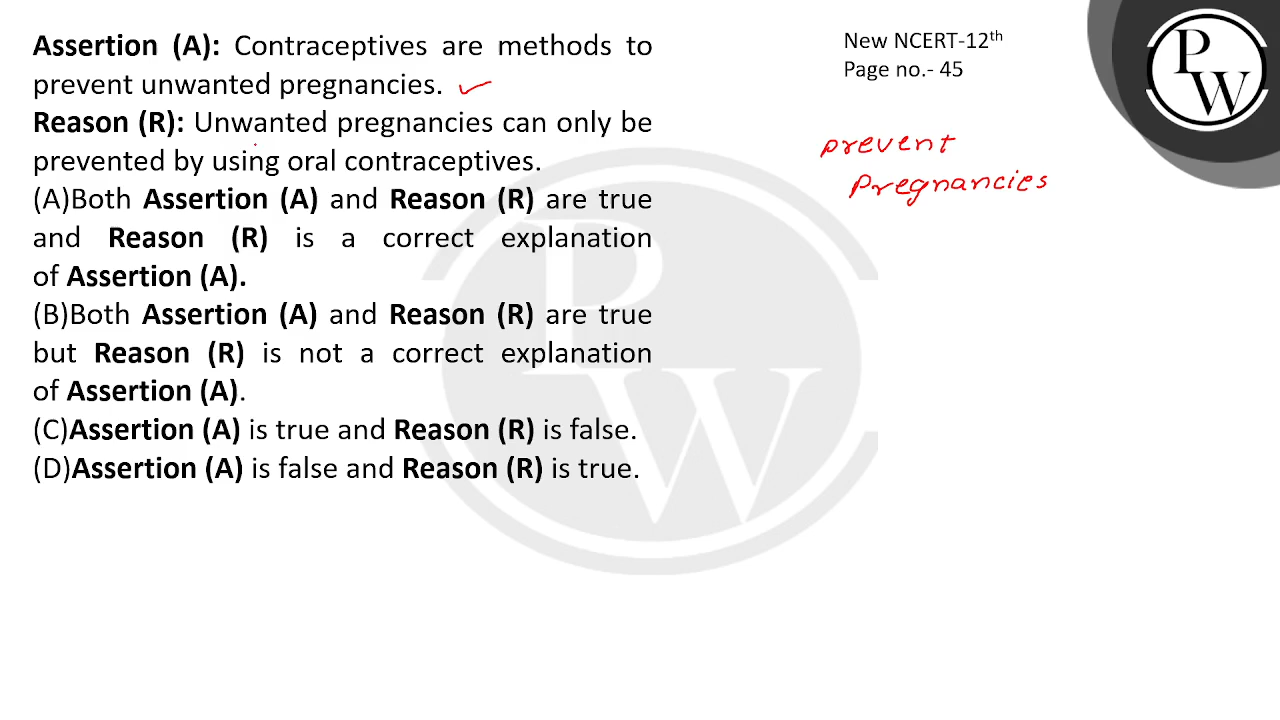 Assertion (A): Contraceptives are methods to
prevent unwanted pregnancies.
Reason (R): Unwanted pregnancies can only be
prevented by using oral contraceptives.
(A)Both Assertion (A) and Reason (R) are true
and Reason (R) is a correct explanation
of Assertion (A).
(B)Both Assertion (A) and Reason (R) are true
but Reason (R) is not a correct explanation
of Assertion (A).
(C)Assertion (A) is true and Reason (R) is false.
(D)Assertion (A) is false and Reason (R) is true.
New NCERT-12th
Page no.- 45
prevent
Pregnancies
PW
PW